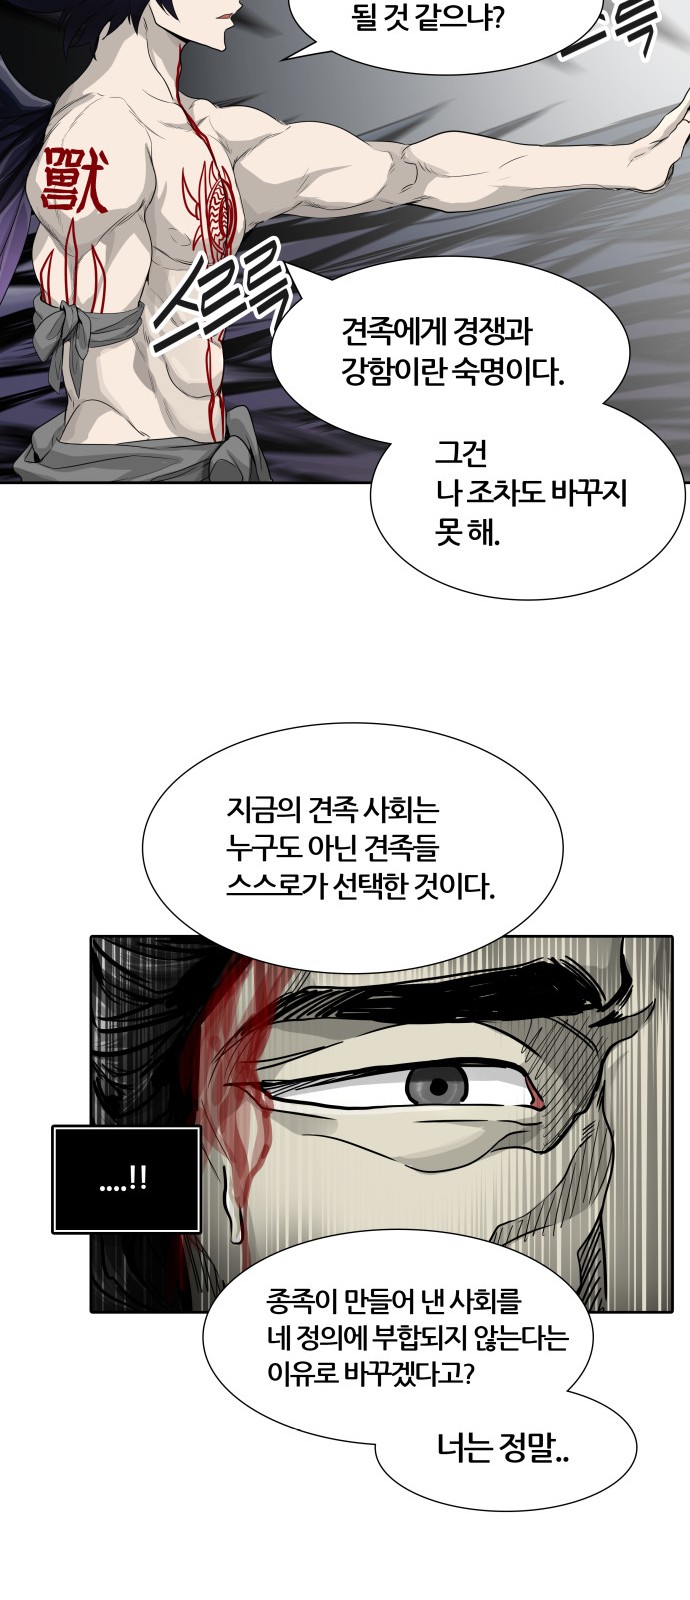 될 것 같으냐?
스르륵
獸
스르륵
견족에게 경쟁과
강함이란 숙명이다.
그건
나 조차도 바꾸지
못 해.
지금의 견족 사회는
누구도 아닌 견족들
스스로가 선택한 것이다.
....!!
종족이 만들어 낸 사회를
네 정의에 부합되지 않는다는
이유로 바꾸겠다고?
너는 정말..